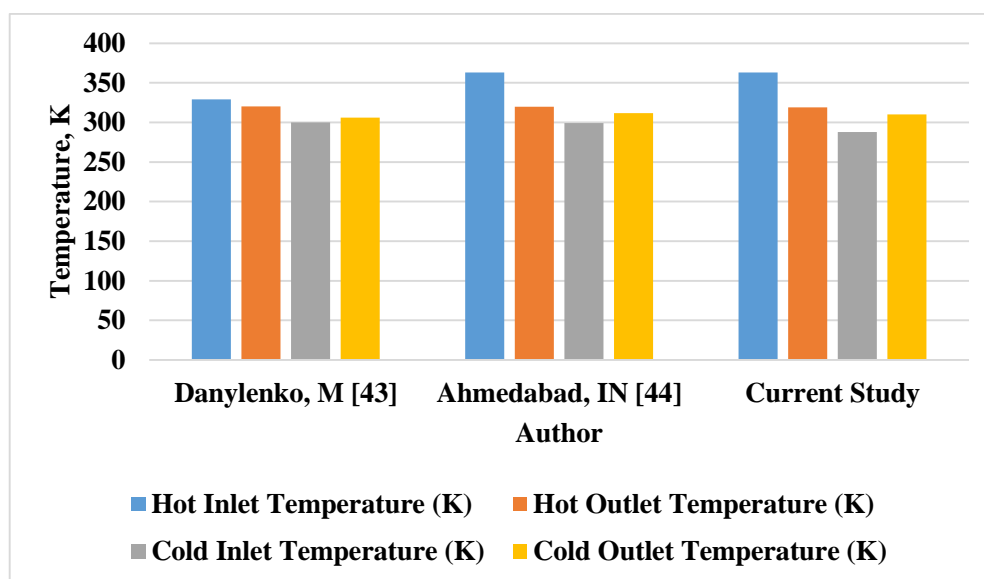 400
350
300
250
200
150
100
50
0
Temperature, K
Danylenko, M [43] Ahmedabad, IN [44] Current Study
Author
Hot Inlet Temperature (K) Hot Outlet Temperature (K)
Cold Inlet Temperature (K) Cold Outlet Temperature (K)